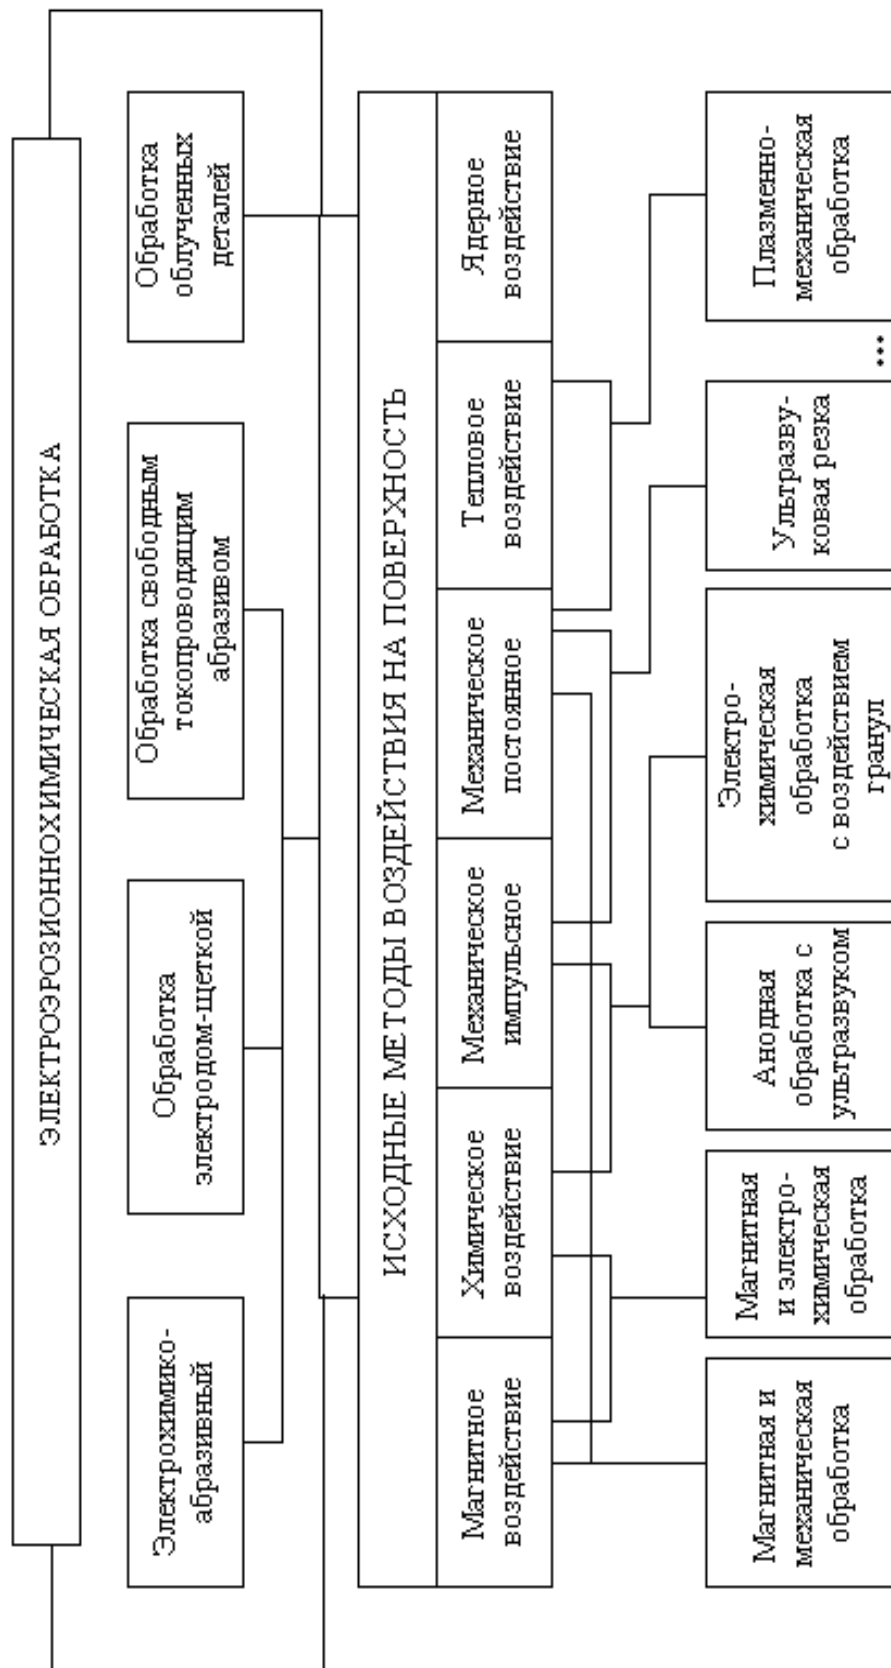 ЭЛЕКТРОЭРОЗИОННОХИМИЧЕСКАЯ ОБРАБОТКА
Электрохимико-
абразивный
Обработка
электродом-щеткой
Обработка свободным
токопроводящим
абразивом
Обработка
облученных
деталей
ИСХОДНЫЕ МЕТОДЫ ВОЗДЕЙСТВИЯ НА ПОВЕРХНОСТЬ
Магнитное
воздействие
Химическое
воздействие
Механическое
импульсное
Механическое
постоянное
Тепловое
воздействие
Ядерное
воздействие
Магнитная и
механическая
обработка
Магнитная
и электро-
химическая
обработка
Анодная
обработка с
ультразвуком
Электро-
химическая
обработка
с воздействием
гранул
Ультразву-
ковая резка
...
Плазменно-
механическая
обработка